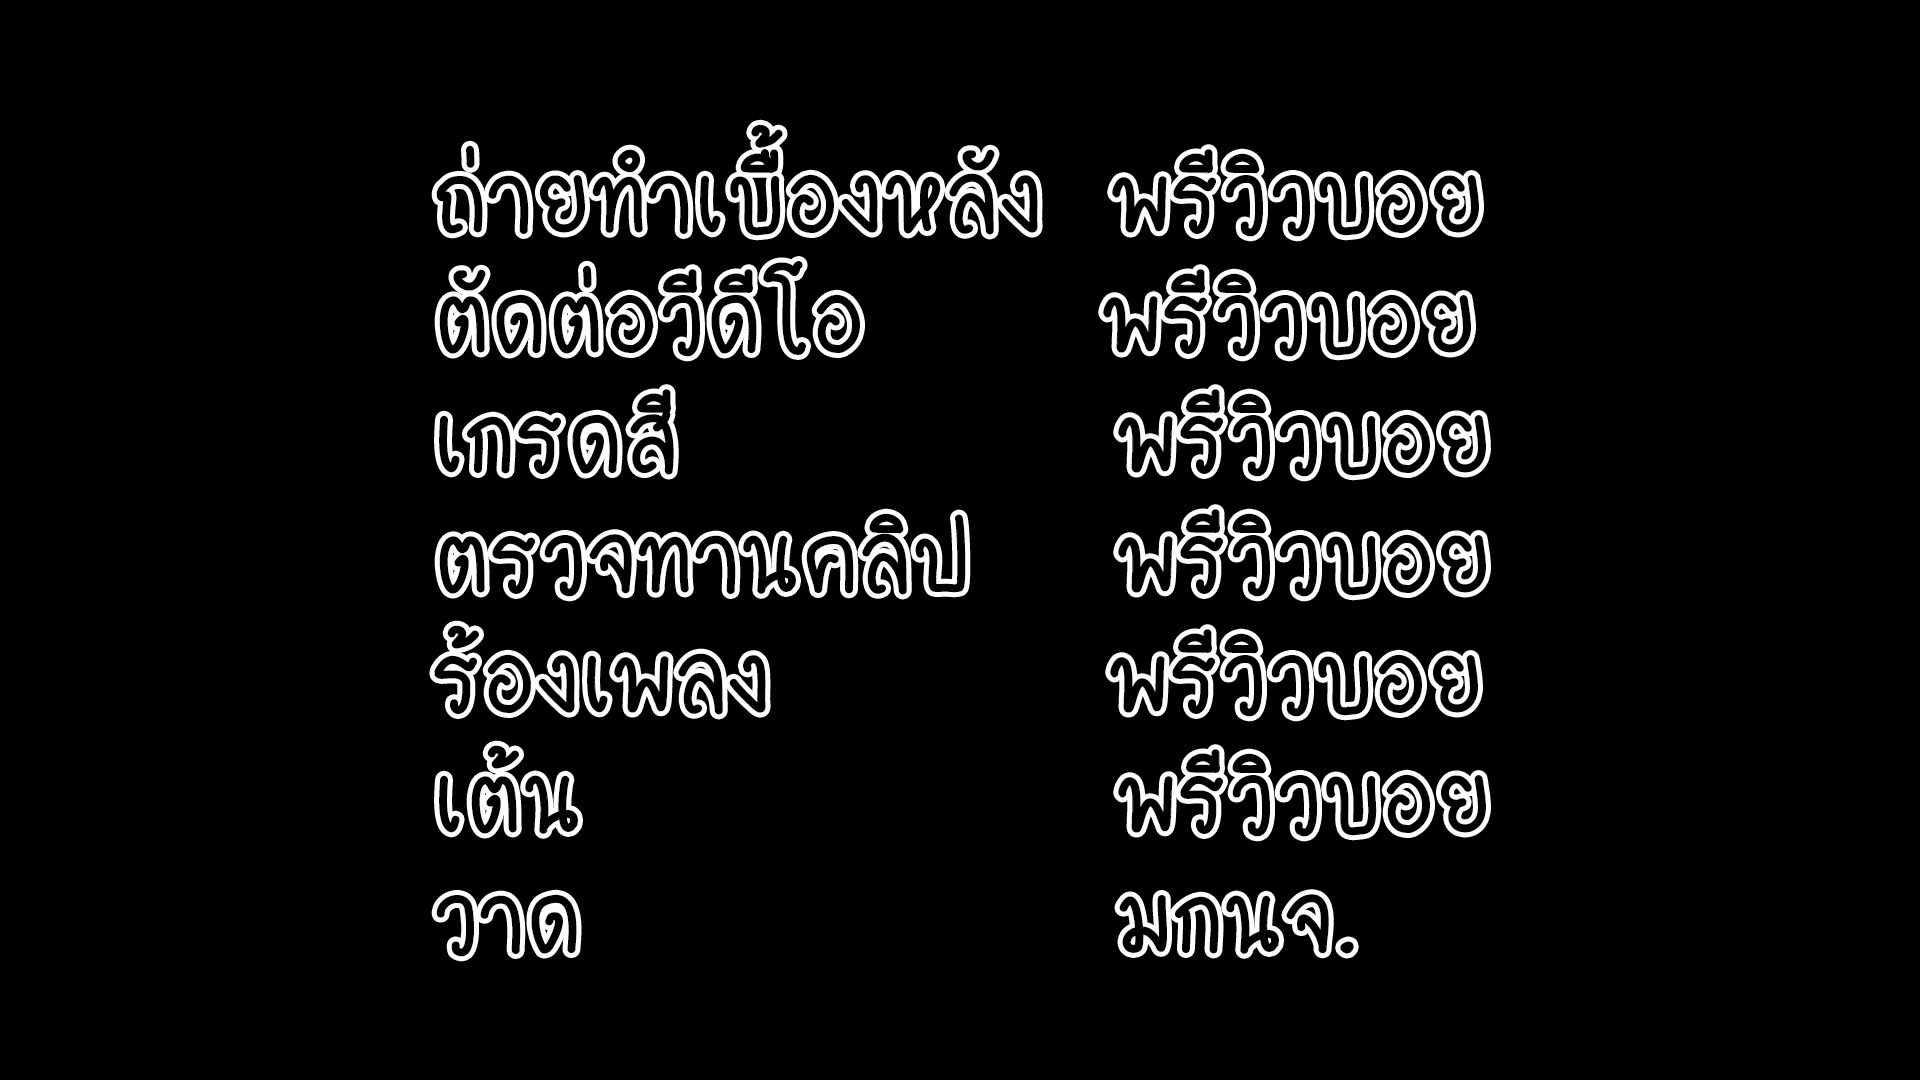 ถ่ายทำเบื้องหลัง พรีวิวบอย
ตัดต่อวีดีโอ พรีวิวบอย
เกรดสี พรีวิวบอย
ตรวจทานคลิป พรีวิวบอย
ร้องเพลง พรีวิวบอย
เต้น พรีวิวบอย
วาด มกนจ.